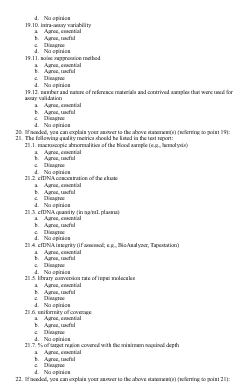 d. No opinion
19.10. intra-assay variability
a. Agree, essential
b. Agree, useful
c. Disagree
d. No opinion
19.11. noise suppression method
a. Agree, essential
b. Agree, useful
c. Disagree
d. No opinion
19.12. number and nature of reference materials and contrived samples that were used for
assay validation
a. Agree, essential
b. Agree, useful
c. Disagree
d. No opinion
20. If needed, you can explain your answer to the above statement(s) (referring to point 19):
21. The following quality metrics should be listed in the test report:
21.1. macroscopic abnormalities of the blood sample (e.g., hemolysis)
a. Agree, essential
b. Agree, useful
c. Disagree
d. No opinion
21.2. cfDNA concentration of the eluate
a. Agree, essential
b. Agree, useful
c. Disagree
d. No opinion
21.3. cfDNA quantity (in ng/mL plasma)
a. Agree, essential
b. Agree, useful
c. Disagree
d. No opinion
21.4. cfDNA integrity (if assessed; e.g., BioAnalyzer, Tapestation)
a. Agree, essential
b. Agree, useful
c. Disagree
d. No opinion
21.5. library conversion rate of input molecules
a. Agree, essential
b. Agree, useful
c. Disagree
d. No opinion
21.6. uniformity of coverage
a. Agree, essential
b. Agree, useful
c. Disagree
d. No opinion
21.7. % of target region covered with the minimum required depth
a. Agree, essential
b. Agree, useful
c. Disagree
d. No opinion
22. If needed, you can explain your answer to the above statement(s) (referring to point 21):